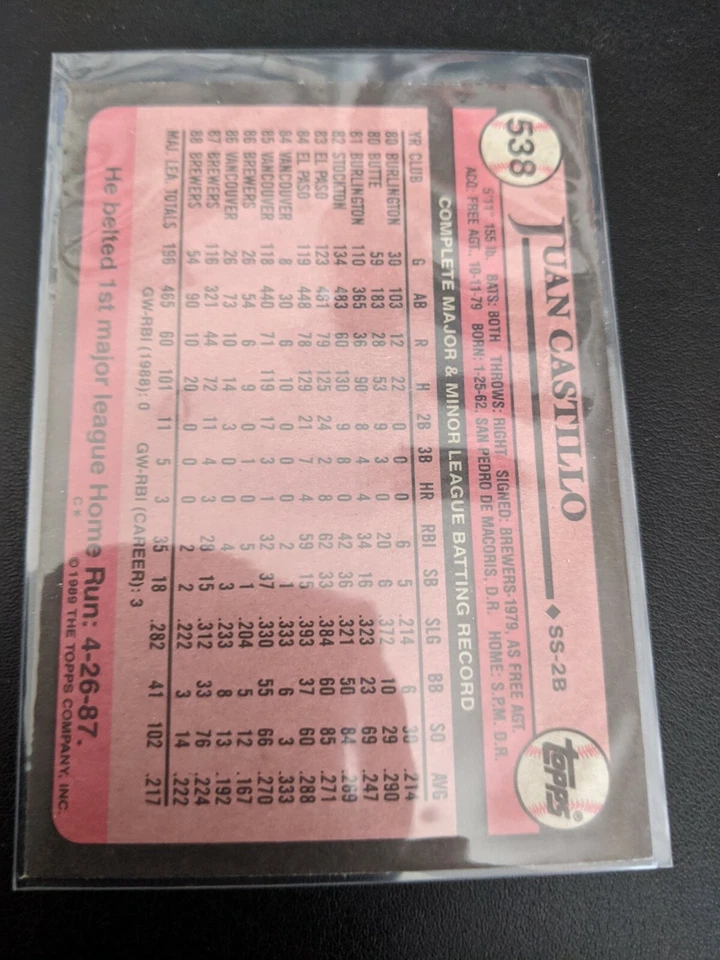 538
JUAN CASTILLO ◆ SS-2B
topps®
5'11" 155 lb. BATS: BOTH THROWS: RIGHT SIGNED: BREWERS-1979, AS FREE AGT.
ACQ: FREE AGT., 10-11-79 BORN: 1-25-62, SAN PEDRO DE MACORIS, D.R. HOME: S.P.M. D.R.
COMPLETE MAJOR & MINOR LEAGUE BATTING RECORD
YR CLUB G AB R H 2B 3B HR RBI SB SLG BB SO AVG
80 BURLINGTON 30 103 12 22 0 0 0 6 5 .214 6 30 .214
80 BUTTE 59 183 28 53 9 3 0 20 6 .372 10 29 .290
81 BURLINGTON 110 365 36 90 8 4 4 34 16 .323 23 69 .247
82 STOCKTON 134 483 60 130 9 8 0 42 36 .321 50 84 .269
83 EL PASO 123 461 79 125 24 2 8 62 33 .384 60 85 .271
84 EL PASO 119 448 78 129 21 7 4 59 15 .393 37 60 .288
84 VANCOUVER 8 30 6 10 0 0 0 2 1 .333 6 3 .333
85 VANCOUVER 118 440 71 119 17 3 1 32 37 .330 55 66 .270
86 BREWERS 26 54 6 9 0 1 0 5 1 .204 5 12 .167
86 VANCOUVER 26 73 10 14 3 0 0 4 3 .233 8 13 .192
87 BREWERS 116 321 44 72 11 4 3 28 15 .312 33 76 .224
88 BREWERS 54 90 10 20 0 0 0 2 2 .222 3 14 .222
MAJ. LEA. TOTALS 196 465 60 101 11 5 3 35 18 .282 41 102 .217
GW-RBI (1988): 0 GW-RBI (CAREER): 3
He belted 1st major league Home Run: 4-26-87.
C* © 1989 THE TOPPS COMPANY, INC.